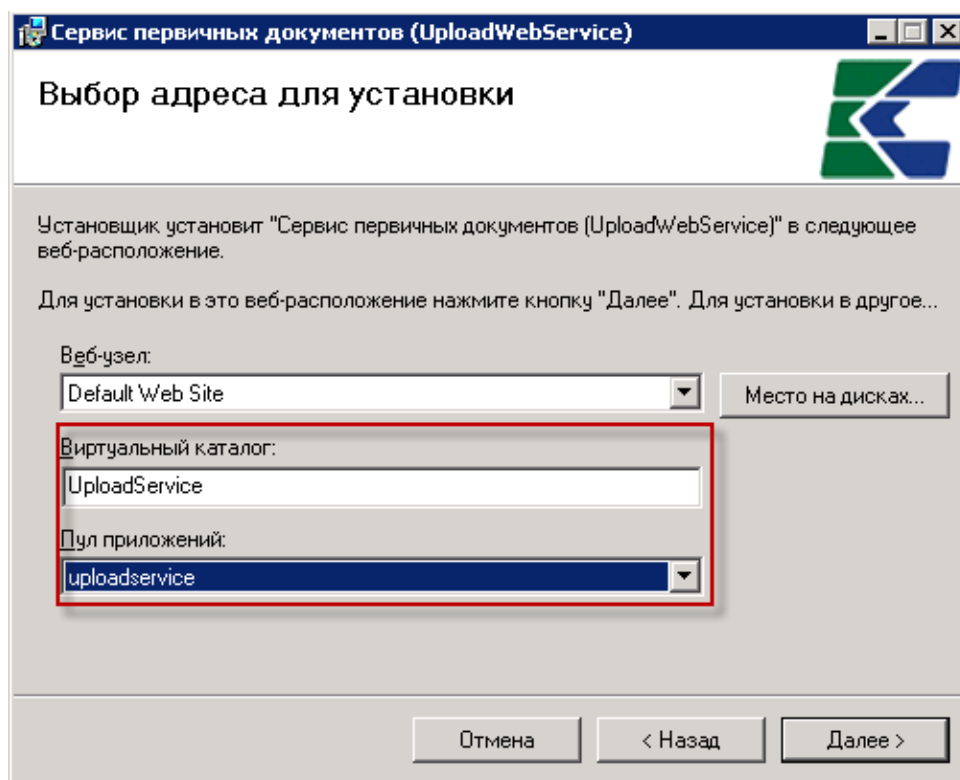 Сервис первичных документов (UploadWebService)
Выбор адреса для установки
Установщик установит "Сервис первичных документов (UploadWebService)" в следующее
веб-расположение.
Для установки в это веб-расположение нажмите кнопку "Далее". Для установки в другое...
Веб-узел:
Default Web Site
Место на дисках...
Виртуальный каталог:
UploadService
Пул приложений:
uploadservice
Отмена
< Назад
Далее >